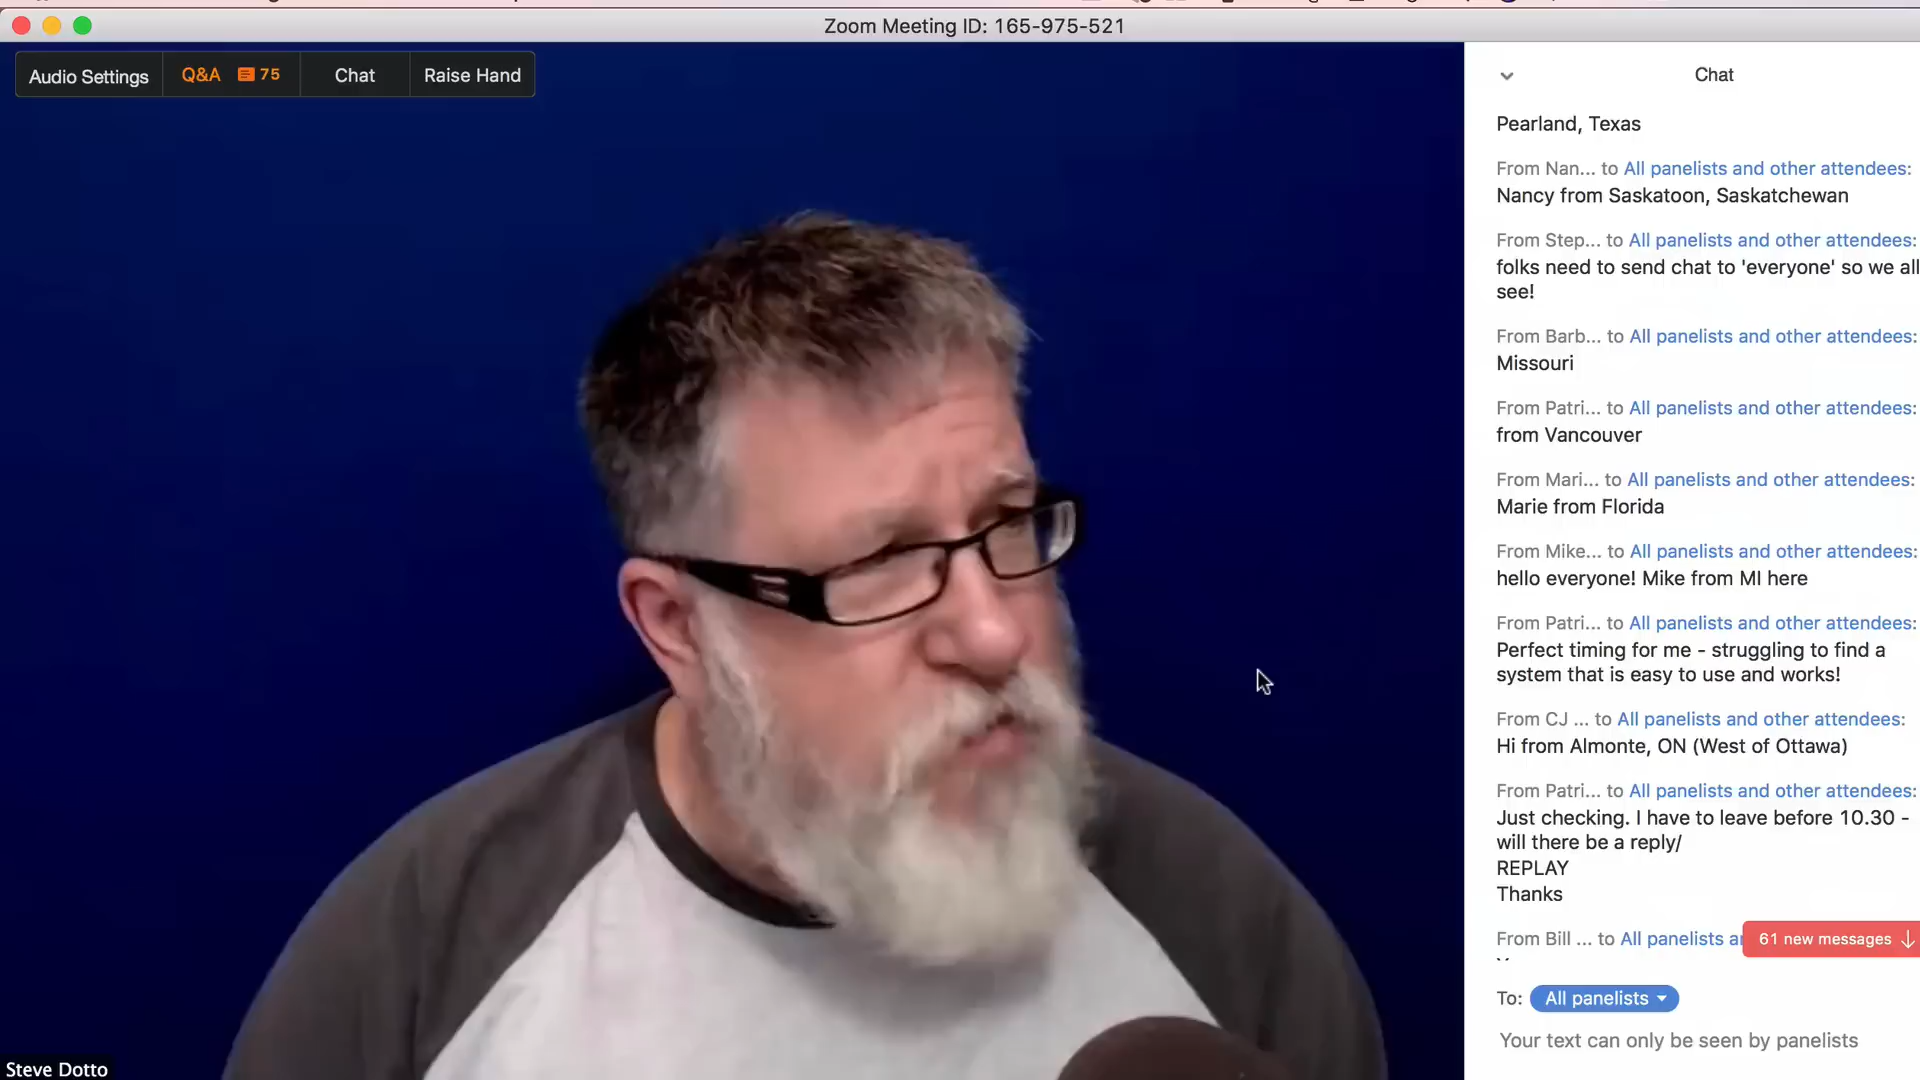 Zoom Meeting ID: 165-975-521
Audio Settings
Q&A 75
Chat
Raise Hand
Chat
Pearland, Texas
From Nan... to All panelists and other attendees:
Nancy from Saskatoon, Saskatchewan
From Step... to All panelists and other attendees:
folks need to send chat to 'everyone' so we all
see!
From Barb... to All panelists and other attendees:
Missouri
From Patri... to All panelists and other attendees:
from Vancouver
From Mari... to All panelists and other attendees:
Marie from Florida
From Mike... to All panelists and other attendees:
hello everyone! Mike from MI here
From Patri... to All panelists and other attendees:
Perfect timing for me - struggling to find a
system that is easy to use and works!
From CJ ... to All panelists and other attendees:
Hi from Almonte, ON (West of Ottawa)
From Patri... to All panelists and other attendees:
Just checking. I have to leave before 10.30 -
will there be a reply/
REPLAY
Thanks
From Bill ... to All panelists
61 new messages
To: All panelists
Your text can only be seen by panelists
Steve Dotto